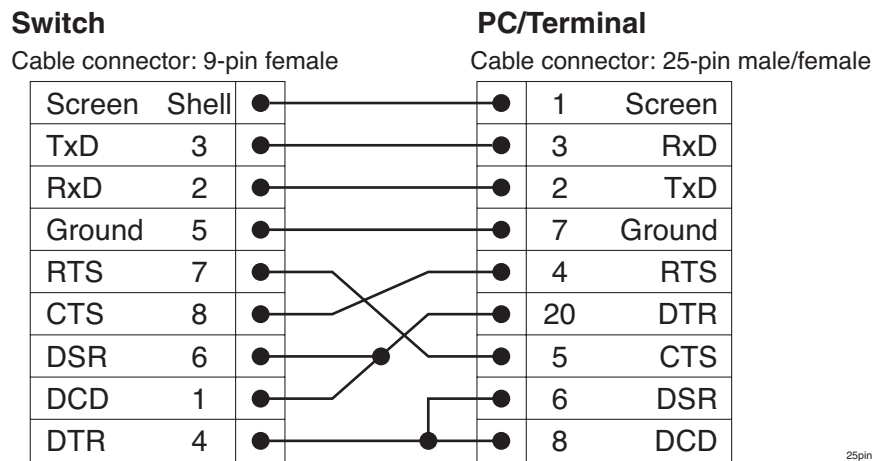 Switch PC/Terminal
Cable connector: 9-pin female Cable connector: 25-pin male/female
Screen Shell 1 Screen
TxD 3 3 RxD
RxD 2 2 TxD
Ground 5 7 Ground
RTS 7 4 RTS
CTS 8 20 DTR
DSR 6 5 CTS
DCD 1 6 DSR
DTR 4 8 DCD
25pin